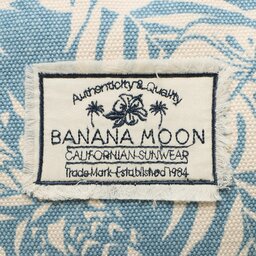 Authenticity & Quality
BANANA MOON
CALIFORNIAN SUNWEAR
Trade Mark Established 1984